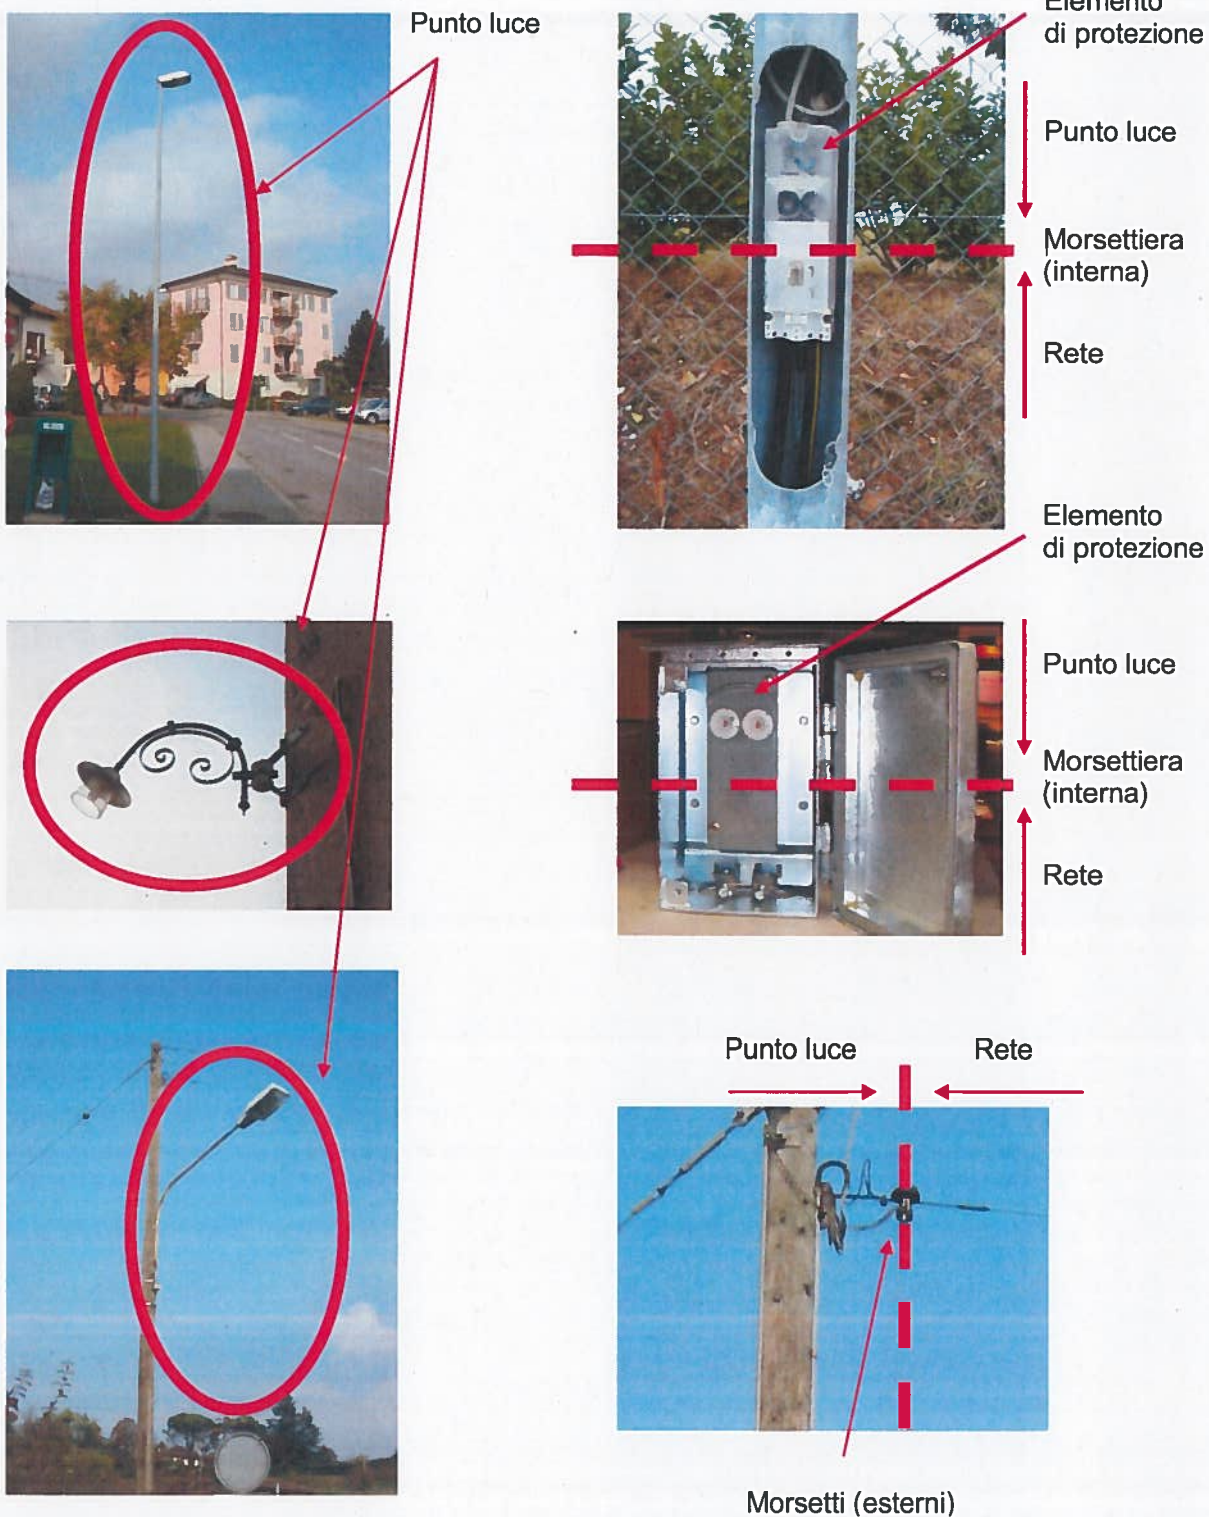 Punto luce
Elemento
di protezione
Punto luce
Morsettiera
(interna)
Rete
Elemento
di protezione
Punto luce
Morsettiera
(interna)
Rete
Punto luce
Rete
Morsetti (esterni)